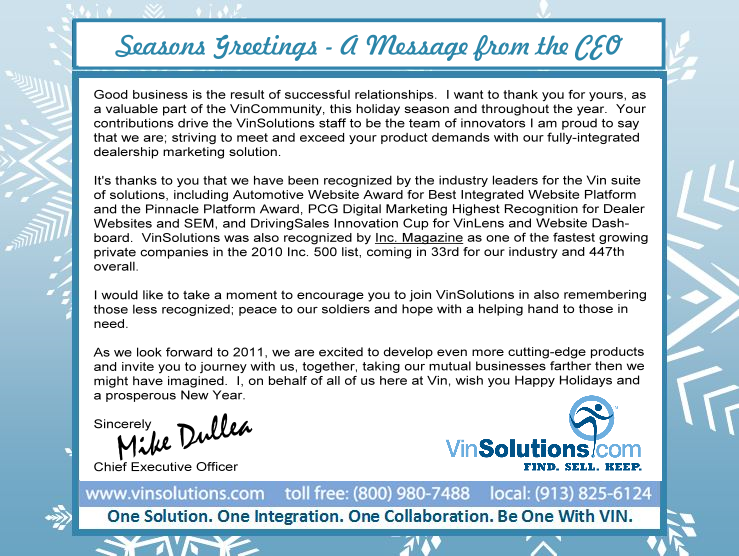 Seasons Greetings - A Message from the CEO
Good business is the result of successful relationships.  I want to thank you for yours, as
a valuable part of the VinCommunity, this holiday season and throughout the year.  Your
contributions drive the VinSolutions staff to be the team of innovators I am proud to say
that we are; striving to meet and exceed your product demands with our fully-integrated
dealership marketing solution.
It's thanks to you that we have been recognized by the industry leaders for the Vin suite
of solutions, including Automotive Website Award for Best Integrated Website Platform
and the Pinnacle Platform Award, PCG Digital Marketing Highest Recognition for Dealer
Websites and SEM, and DrivingSales Innovation Cup for VinLens and Website Dash-
board.  VinSolutions was also recognized by Inc. Magazine as one of the fastest growing
private companies in the 2010 Inc. 500 list, coming in 33rd for our industry and 447th
overall.
I would like to take a moment to encourage you to join VinSolutions in also remembering
those less recognized; peace to our soldiers and hope with a helping hand to those in
need.
As we look forward to 2011, we are excited to develop even more cutting-edge products
and invite you to journey with us, together, taking our mutual businesses farther then we
might have imagined.  I, on behalf of all of us here at Vin, wish you Happy Holidays and
a prosperous New Year.
Sincerely
Mike Dullea
Chief Executive Officer
VinSolutions.com
FIND. SELL. KEEP.
www.vinsolutions.com toll free: (800) 980-7488 local: (913) 825-6124
One Solution. One Integration. One Collaboration. Be One With VIN.